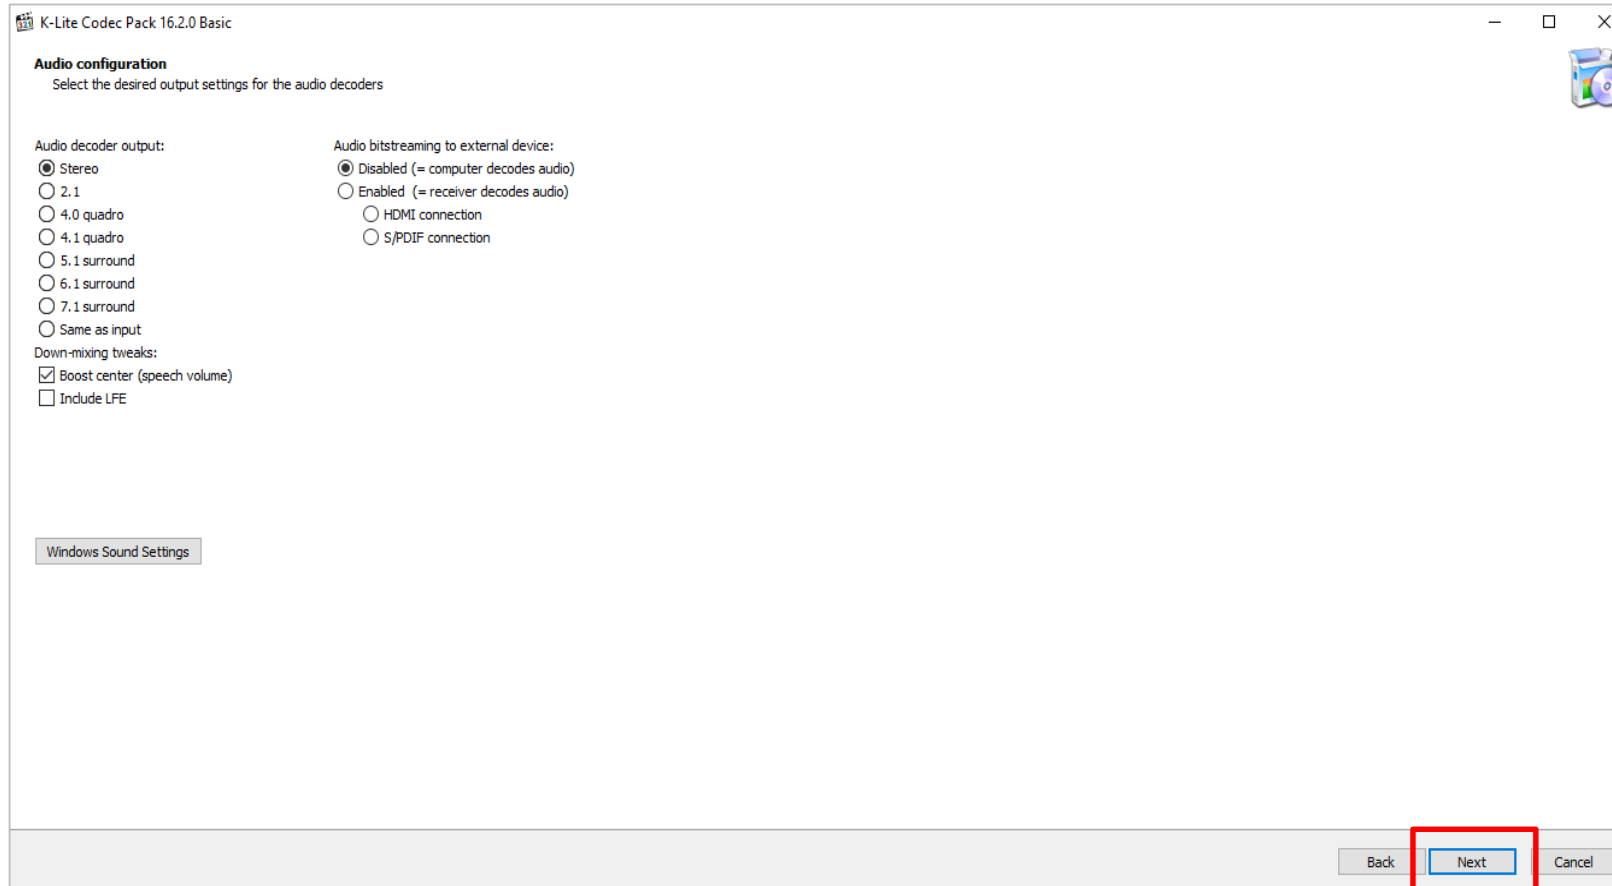 K-Lite Codec Pack 16.2.0 Basic
Audio configuration
Select the desired output settings for the audio decoders
Audio decoder output:
Stereo
2.1
4.0 quadro
4.1 quadro
5.1 surround
6.1 surround
7.1 surround
Same as input
Down-mixing tweaks:
Boost center (speech volume)
Include LFE
Audio bitstreaming to external device:
Disabled (= computer decodes audio)
Enabled (= receiver decodes audio)
HDMI connection
S/PDIF connection
Windows Sound Settings
Back Next Cancel